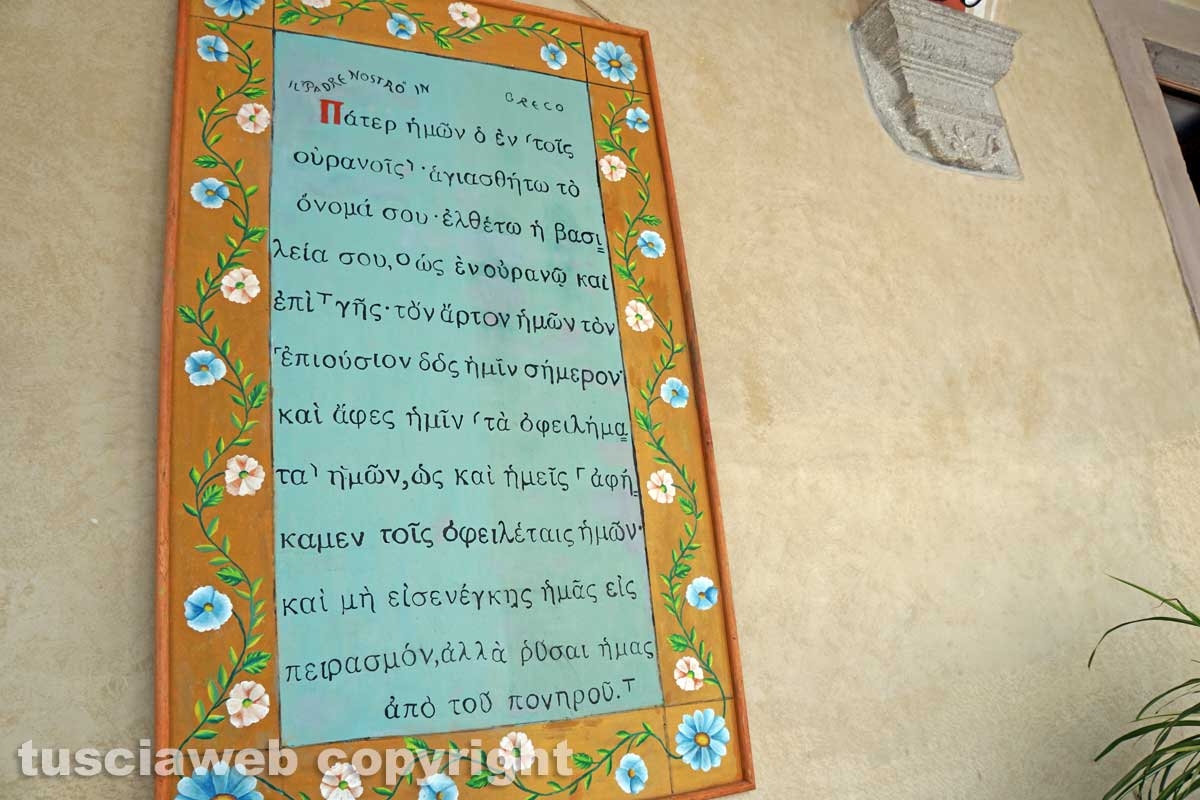 IL PADRE NOSTRO IN GRECO
Πάτερ ἡμῶν ὁ ἐν ⸂τοῖς
οὐρανοῖς⸃· ἁγιασθήτω τὸ
ὄνομά σου· ἐλθέτω ἡ βασι
λεία σου, ο ὡς ἐν οὐρανῷ καὶ
ἐπὶ ⸆ γῆς· τὸν ἄρτον ἡμῶν τὸν
⸀ἐπιούσιον δὸς ἡμῖν σήμερον·
καὶ ἄφες ἡμῖν ⸂τὰ ὀφειλήμα
τα⸃ ἡμῶν, ὡς καὶ ἡμεῖς ⸀ἀφή
καμεν τοῖς ὀφειλέταις ἡμῶν·
καὶ μὴ εἰσενέγκῃς ἡμᾶς εἰς
πειρασμόν, ἀλλὰ ῥῦσαι ἡμας
ἀπὸ τοῦ πονηροῦ.⸆
tusciaweb copyright